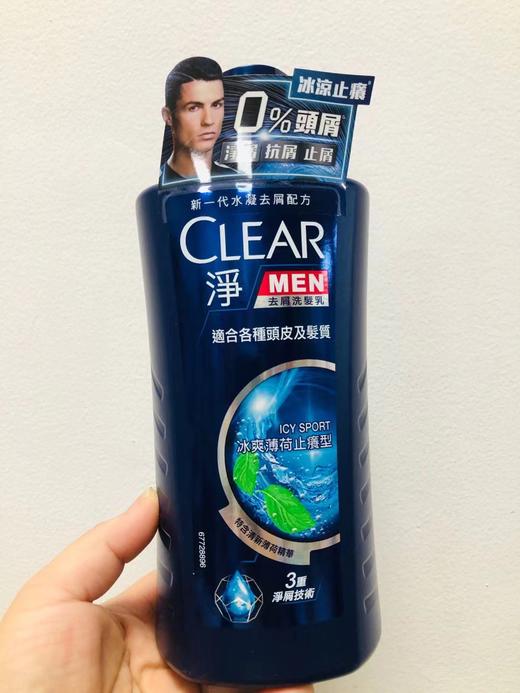 冰涼止癢
0%頭屑
淨屑 抗屑 止屑
新一代水凝去屑配方
CLEAR
淨 MEN
去屑洗髮乳
適合各種頭皮及髮質
ICY SPORT
冰爽薄荷止癢型
特含清新薄荷精華
67728896
3重
淨屑技術